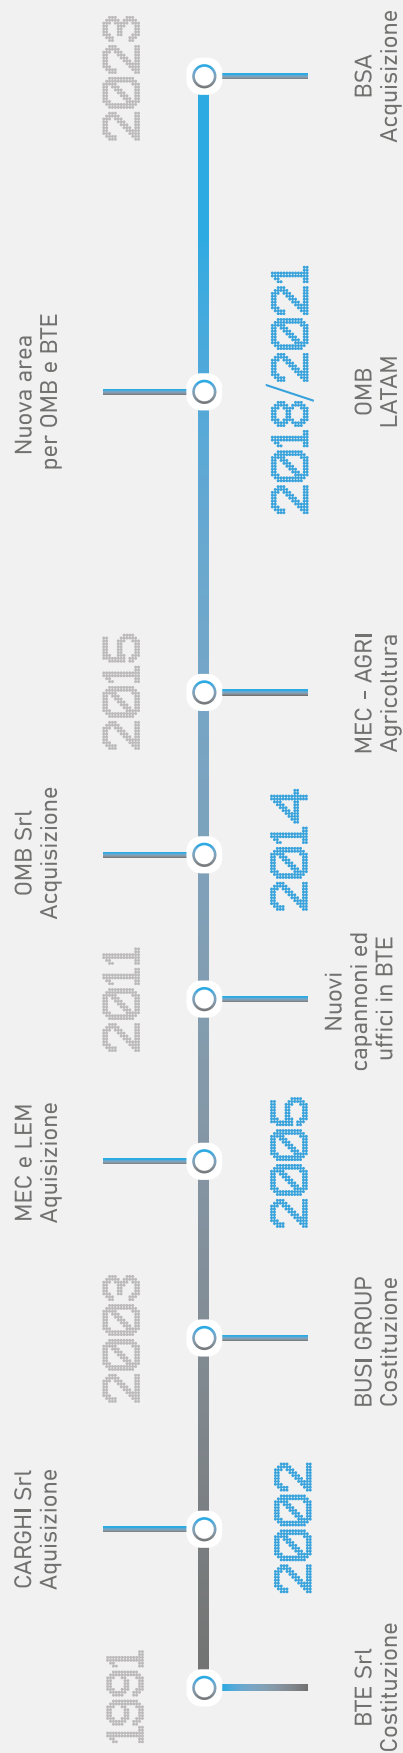 1991
BTE Srl
Costituzione
CARGHI Srl
Aquisizione
2002
2003
BUSI GROUP
Costituzione
MEC e LEM
Aquisizione
2005
2011
Nuovi
capannoni ed
uffici in BTE
OMB Srl
Acquisizione
2014
2015
MEC - AGRI
Agricoltura
Nuova area
per OMB e BTE
2018/2021
OMB
LATAM
2023
BSA
Acquisizione